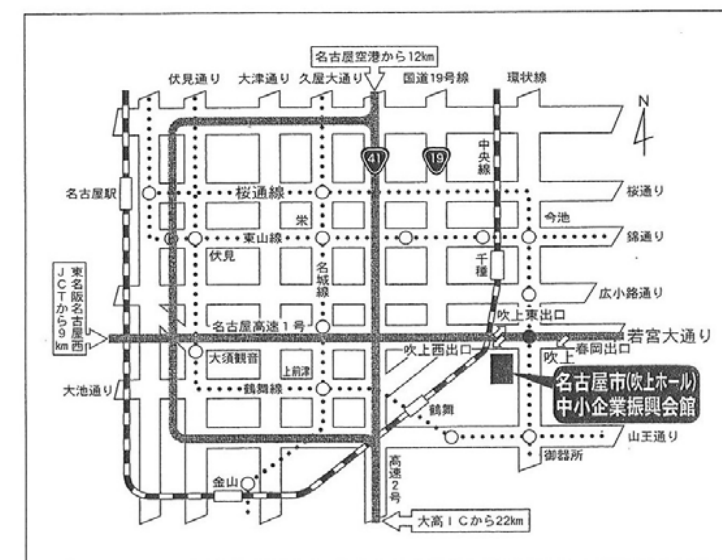 名古屋空港から12km
伏見通り
大津通り
久屋大通り
国道19号線
環状線
N
41
19
中央線
名古屋駅
桜通線
桜通り
栄
今池
東山線
錦通り
伏見
名城線
千種
東名阪名古屋西
JCTから9km
広小路通り
吹上東出口
名古屋高速1号
若宮大通り
吹上西出口
吹上
春岡出口
大須観音
上前津
大池通り
鶴舞線
鶴舞
名古屋市(吹上ホール)
中小企業振興会館
山王通り
御器所
金山
高速2号
大高ICから22km